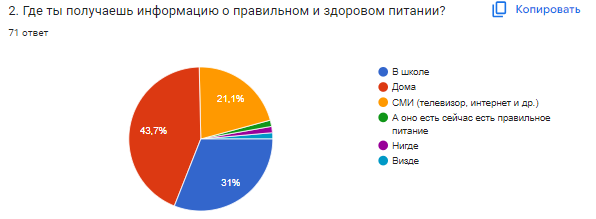 2. Где ты получаешь информацию о правильном и здоровом питании?
Копировать
71 ответ
В школе
Дома
СМИ (телевизор, интернет и др.)
А оно есть сейчас есть правильное
питание
Нигде
Визде
21,1%
43,7%
31%